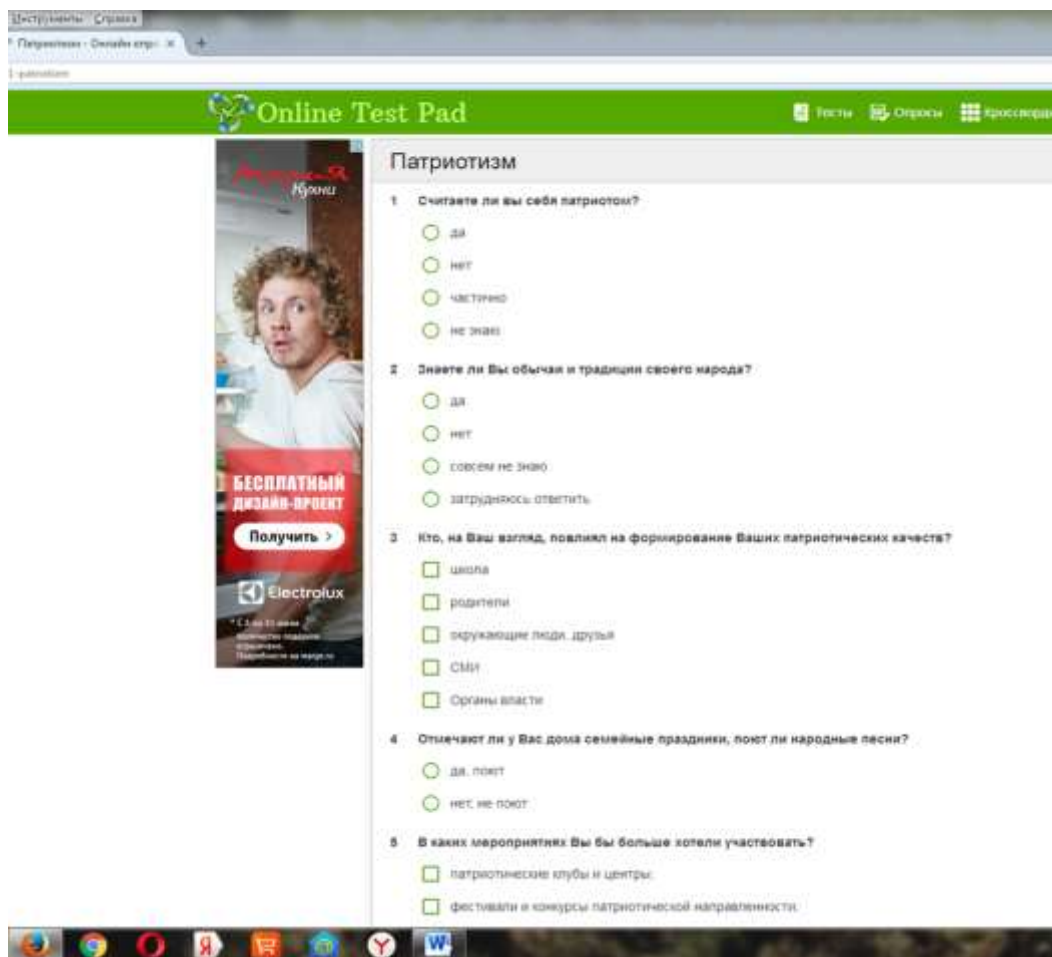 Инструменты Справка
Патриотизм - Онлайн
Online Test Pad
Тесты Опросы
Кухни
БЕСПЛАТНЫЙ
ДИЗАЙН-ПРОЕКТ
Получить >
Electrolux
Патриотизм
1 Считаете ли вы себя патриотом?
да
нет
частично
не знаю
2 Знаете ли Вы обычаи и традиции своего народа?
да
нет
совсем не знаю
затрудняюсь ответить
3 Кто, на Ваш взгляд, повлиял на формирование Ваших патриотических качеств?
школа
родители
окружающие люди, друзья
СМИ
Органы власти
4 Отмечают ли у Вас дома семейные праздники, поют ли народные песни?
да, поют
нет, не поют
5 В каких мероприятиях Вы бы больше хотели участвовать?
патриотические клубы и центры;
фестивали и конкурсы патриотической направленности;